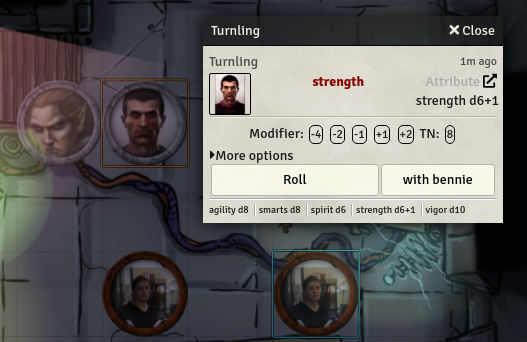 Turnling
Close
Turnling
1m ago
strength
Attribute
strength d6+1
Modifier: -4 -2 -1 +1 +2 TN: 8
More options
Roll
with bennie
agility d8 smarts d8 spirit d6 strength d6+1 vigor d10